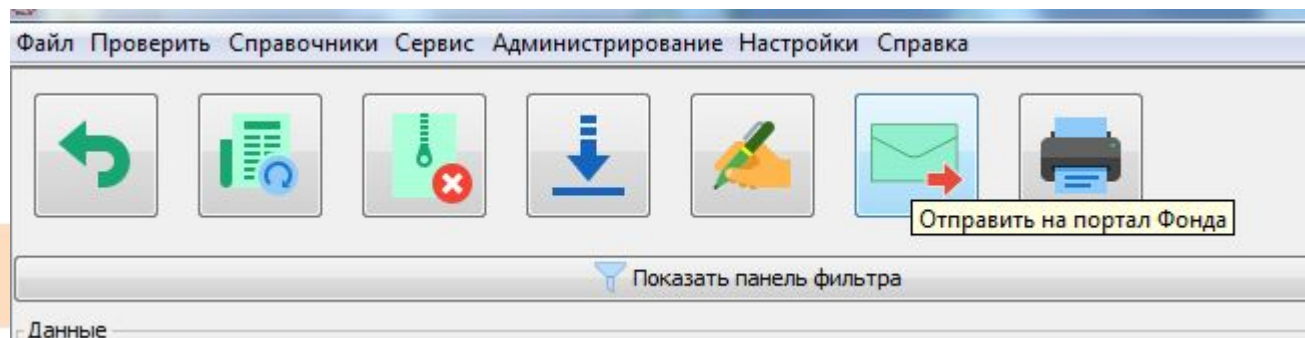 Файл Проверить Справочники Сервис Администрирование Настройки Справка
Отправить на портал Фонда
Показать панель фильтра
Данные